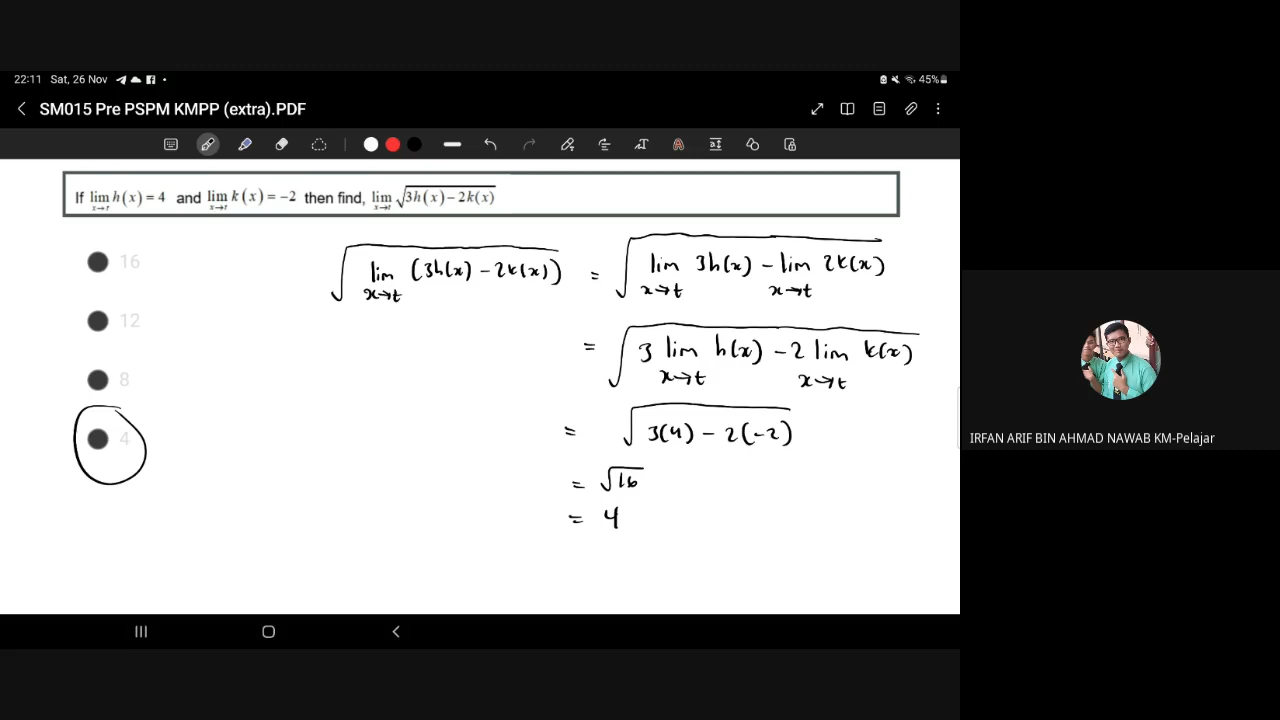 22:11 Sat, 26 Nov
45%
SM015 Pre PSPM KMPP (extra).PDF
If lim x→t h(x) = 4 and lim x→t k(x) = −2 then find, lim x→t √(3h(x) − 2k(x))
16
12
8
4
√(lim x→t (3h(x) − 2k(x))) = √(lim x→t 3h(x) − lim x→t 2k(x))
= √(3 lim x→t h(x) − 2 lim x→t k(x))
= √(3(4) − 2(−2))
= √16
= 4
IRFAN ARIF BIN AHMAD NAWAB KM-Pelajar